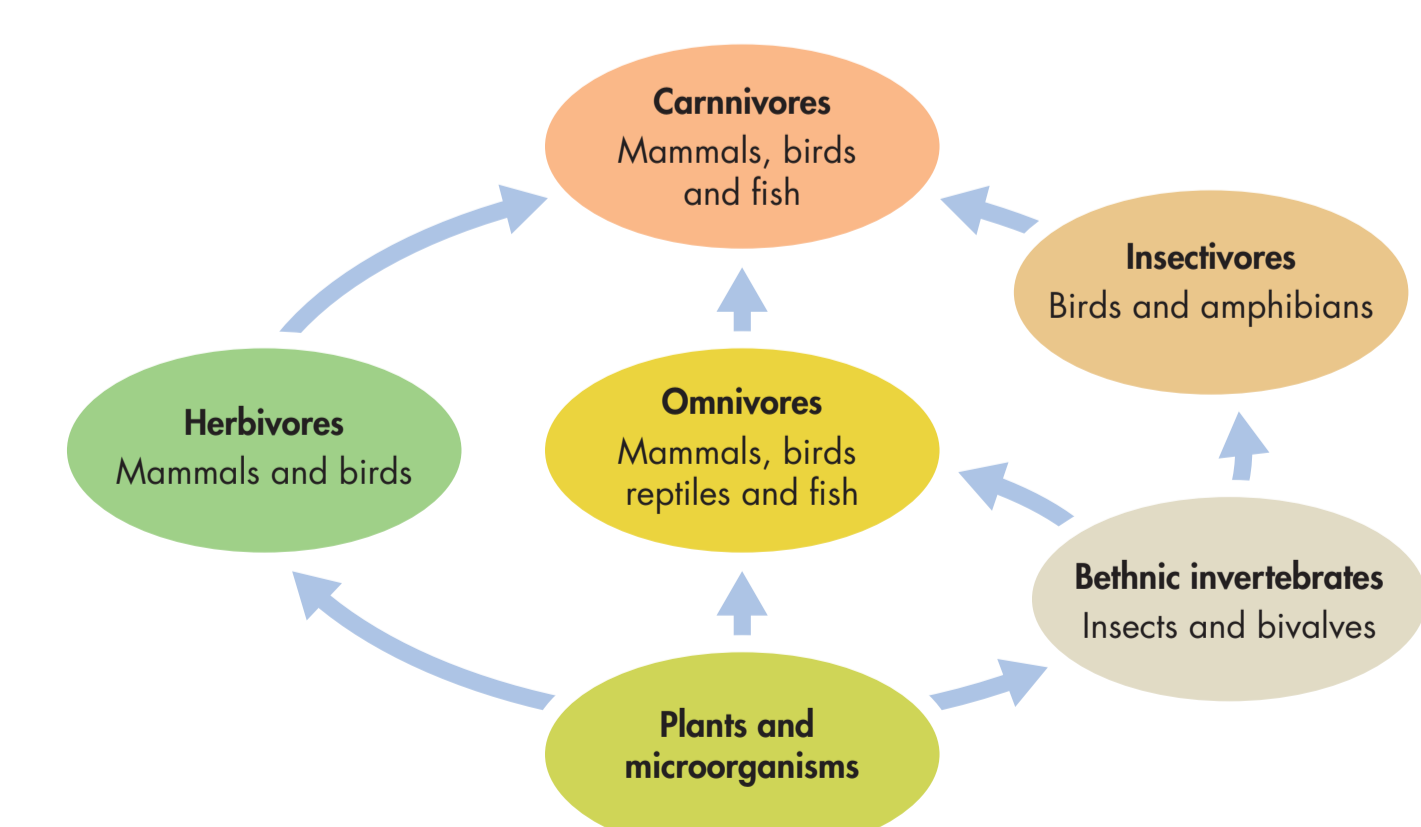 Carnnivores
Mammals, birds
and fish
Insectivores
Birds and amphibians
Herbivores
Mammals and birds
Omnivores
Mammals, birds
reptiles and fish
Bethnic invertebrates
Insects and bivalves
Plants and
microorganisms